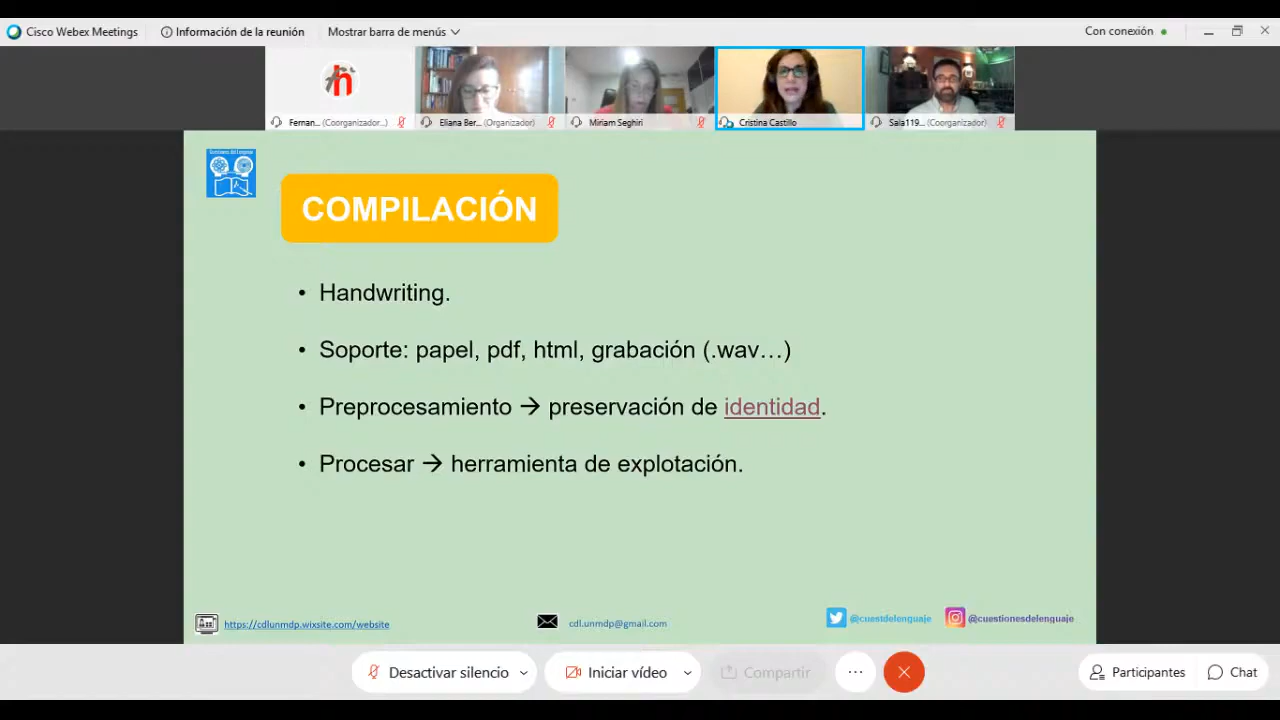 Cisco Webex Meetings
Información de la reunión
Mostrar barra de menús
Con conexión
h
Fernan... (Coorganizador...)
Eliana Ber... (Organizador)
Miriam Seghiri
Cristina Castillo
Sala119... (Coorganizador)
COMPILACIÓN
• Handwriting.
• Soporte: papel, pdf, html, grabación (.wav…)
• Preprocesamiento → preservación de identidad.
• Procesar → herramienta de explotación.
https://cdlunmdp.wixsite.com/website
cdl.unmdp@gmail.com
@cuestdelenguaje
@cuestionesdelenguaje
Desactivar silencio
Iniciar vídeo
Compartir
Participantes
Chat